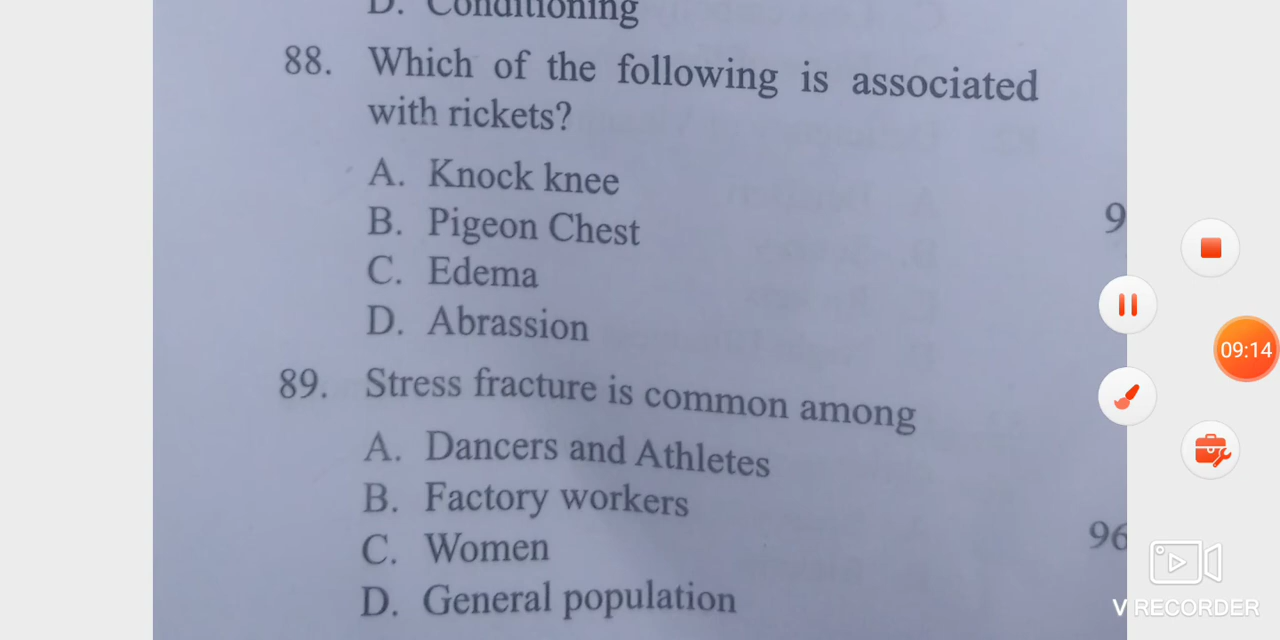 D. Conditioning
88. Which of the following is associated
with rickets?
A. Knock knee
B. Pigeon Chest
C. Edema
D. Abrassion
89. Stress fracture is common among
A. Dancers and Athletes
B. Factory workers
C. Women
D. General population
9
96
09:14
VRECORDER